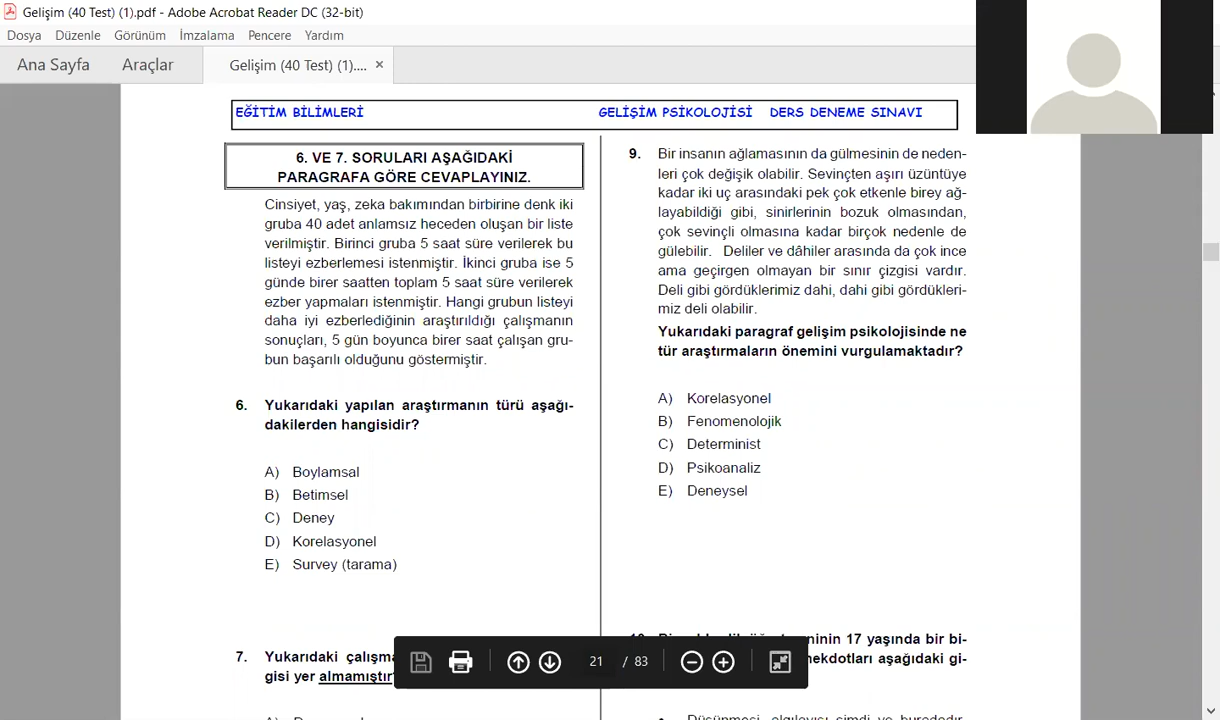 Gelişim (40 Test) (1).pdf - Adobe Acrobat Reader DC (32-bit)
Dosya Düzenle Görünüm İmzalama Pencere Yardım
Ana Sayfa Araçlar Gelişim (40 Test) (1).... ×
EĞİTİM BİLİMLERİ GELİŞİM PSİKOLOJİSİ DERS DENEME SINAVI
6. VE 7. SORULARI AŞAĞIDAKİ
PARAGRAFA GÖRE CEVAPLAYINIZ.
Cinsiyet, yaş, zeka bakımından birbirine denk iki
gruba 40 adet anlamsız heceden oluşan bir liste
verilmiştir. Birinci gruba 5 saat süre verilerek bu
listeyi ezberlemesi istenmiştir. İkinci gruba ise 5
günde birer saatten toplam 5 saat süre verilerek
ezber yapmaları istenmiştir. Hangi grubun listeyi
daha iyi ezberlediğinin araştırıldığı çalışmanın
sonuçları, 5 gün boyunca birer saat çalışan gru-
bun başarılı olduğunu göstermiştir.
6. Yukarıdaki yapılan araştırmanın türü aşağı-
dakilerden hangisidir?
A) Boylamsal
B) Betimsel
C) Deney
D) Korelasyonel
E) Survey (tarama)
7. Yukarıdaki çalışma
gisi yer almamıştır
9. Bir insanın ağlamasının da gülmesinin de neden-
leri çok değişik olabilir. Sevinçten aşırı üzüntüye
kadar iki uç arasındaki pek çok etkenle birey ağ-
layabildiği gibi, sinirlerinin bozuk olmasından,
çok sevinçli olmasına kadar birçok nedenle de
gülebilir. Deliler ve dâhiler arasında da çok ince
ama geçirgen olmayan bir sınır çizgisi vardır.
Deli gibi gördüklerimiz dahi, dahi gibi gördükleri-
miz deli olabilir.
Yukarıdaki paragraf gelişim psikolojisinde ne
tür araştırmaların önemini vurgulamaktadır?
A) Korelasyonel
B) Fenomenolojik
C) Determinist
D) Psikoanaliz
E) Deneysel
17 yaşında bir bi-
nekdotları aşağıdaki gi-
21 / 83